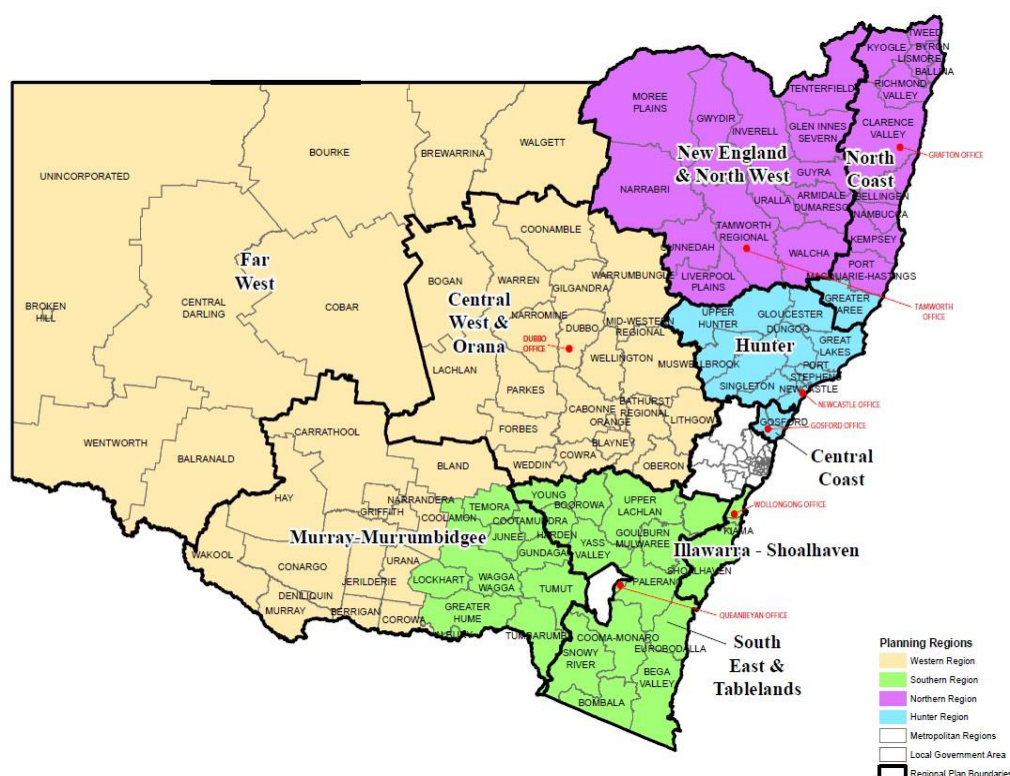 TWEED
KYOGLE
BYRON
LISMORE
BALLINA
RICHMOND
VALLEY
TENTERFIELD
MOREE
PLAINS
GWYDIR
INVERELL
GLEN INNES
SEVERN
CLARENCE
VALLEY
GRAFTON OFFICE
New England
& North West
North
Coast
NARRABRI
GUYRA
URALLA
ARMIDALE
DUMARESQ
BELLINGEN
NAMBUCCA
KEMPSEY
GUNNEDAH
TAMWORTH
REGIONAL
WALCHA
LIVERPOOL
PLAINS
PORT
MACQUARIE-HASTINGS
GREATER
TAREE
TAMWORTH
OFFICE
UNINCORPORATED
BOURKE
BREWARRINA
WALGETT
Far
West
BROKEN
HILL
CENTRAL
DARLING
COBAR
WENTWORTH
BALRANALD
COONAMBLE
BOGAN
WARREN
GILGANDRA
WARRUMBUNGLE
Central
West &
Orana
NARROMINE
DUBBO
DUBBO
OFFICE
MID-WESTERN
REGIONAL
WELLINGTON
LACHLAN
PARKES
FORBES
CABONNE
ORANGE
BATHURST
REGIONAL
LITHGOW
BLAYNEY
COWRA
WEDDIN
OBERON
UPPER
HUNTER
GLOUCESTER
DUNGOG
Hunter
GREAT
LAKES
MUSWELLBROOK
PORT
STEPHENS
SINGLETON
NEWCASTLE
NEWCASTLE OFFICE
GOSFORD
GOSFORD OFFICE
Central
Coast
WOLLONGONG OFFICE
KIAMA
Illawarra - Shoalhaven
SHOALHAVEN
CARRATHOOL
BLAND
HAY
NARRANDERA
GRIFFITH
COOLAMON
TEMORA
COOTAMUNDRA
JUNEE
Murray-Murrumbidgee
GUNDAGAI
WAKOOL
CONARGO
URANA
JERILDERIE
LOCKHART
WAGGA
WAGGA
TUMUT
DENILIQUIN
MURRAY
BERRIGAN
COROWA
GREATER
HUME
ALBURY
TUMBARUMBA
YOUNG
BOOROWA
HARDEN
UPPER
LACHLAN
YASS
VALLEY
GOULBURN
MULWAREE
PALERANG
QUEANBEYAN OFFICE
COOMA-MONARO
SNOWY
RIVER
EUROBODALLA
BEGA
VALLEY
BOMBALA
South
East &
Tablelands
Planning Regions
Western Region
Southern Region
Northern Region
Hunter Region
Metropolitan Regions
Local Government Area
Regional Plan Boundaries